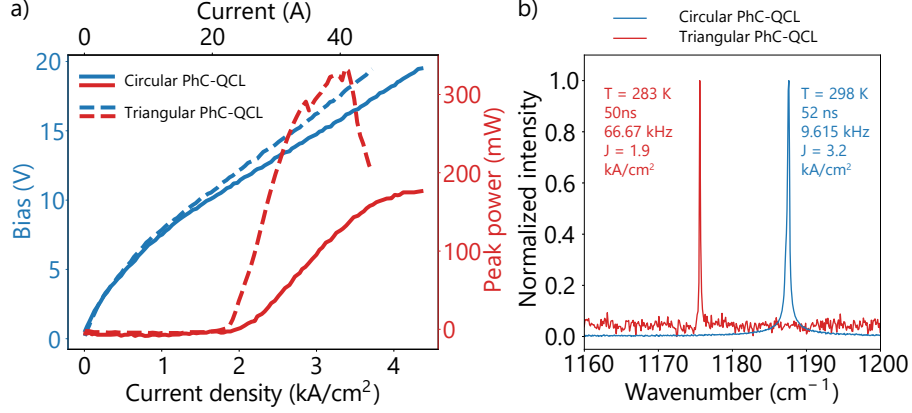 a)
Current (A)
0 20 40
20
15
10
5
0
Bias (V)
Circular PhC-QCL
Triangular PhC-QCL
300
200
100
0
Peak power (mW)
0 1 2 3 4
Current density (kA/cm²)
b)
Circular PhC-QCL
Triangular PhC-QCL
1.0
0.8
0.6
0.4
0.2
0.0
Normalized intensity
T = 283 K
50ns
66.67 kHz
J = 1.9
kA/cm²
T = 298 K
52 ns
9.615 kHz
J = 3.2
kA/cm²
1160 1170 1180 1190 1200
Wavenumber (cm⁻¹)